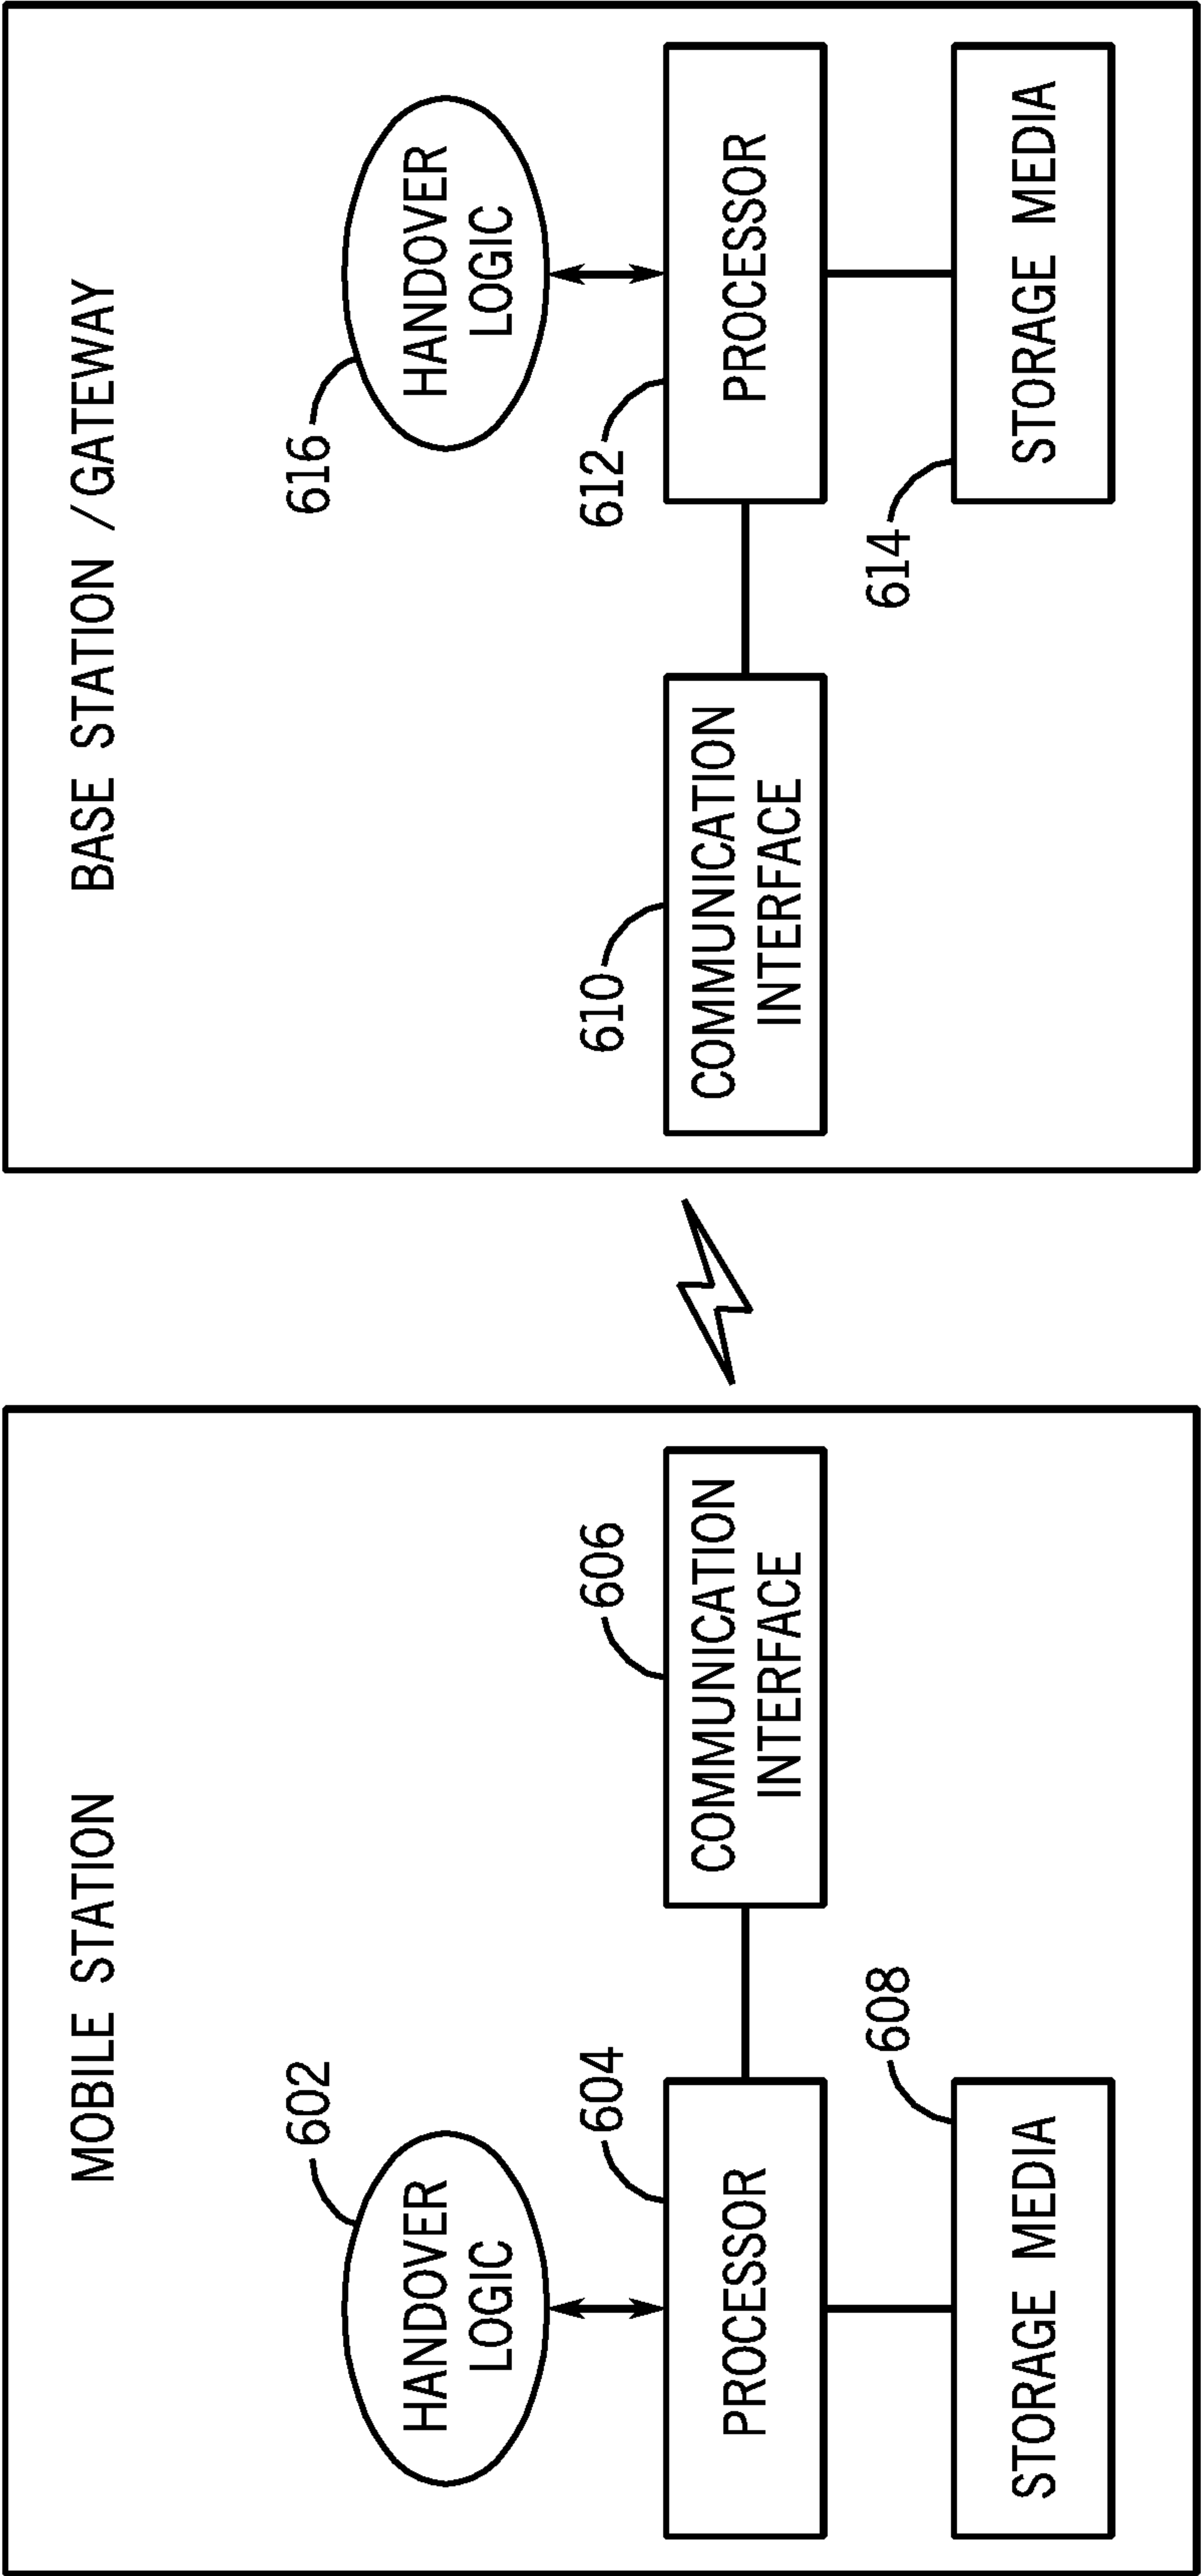 MOBILE STATION
602
HANDOVER
LOGIC
604
PROCESSOR
606
COMMUNICATION
INTERFACE
608
STORAGE MEDIA
BASE STATION / GATEWAY
616
HANDOVER
LOGIC
610
COMMUNICATION
INTERFACE
612
PROCESSOR
614
STORAGE MEDIA